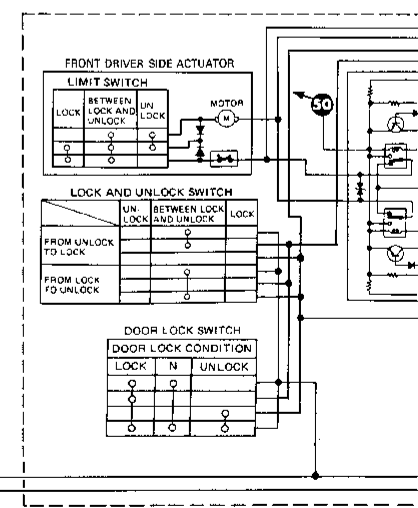 FRONT DRIVER SIDE ACTUATOR
LIMIT SWITCH
LOCK
BETWEEN
LOCK AND
UNLOCK
UN
LOCK
MOTOR
M
50
LOCK AND UNLOCK SWITCH
UN-
LOCK
BETWEEN LOCK
AND UNLOCK
LOCK
FROM UNLOCK
TO LOCK
FROM LOCK
TO UNLOCK
DOOR LOCK SWITCH
DOOR LOCK CONDITION
LOCK N UNLOCK